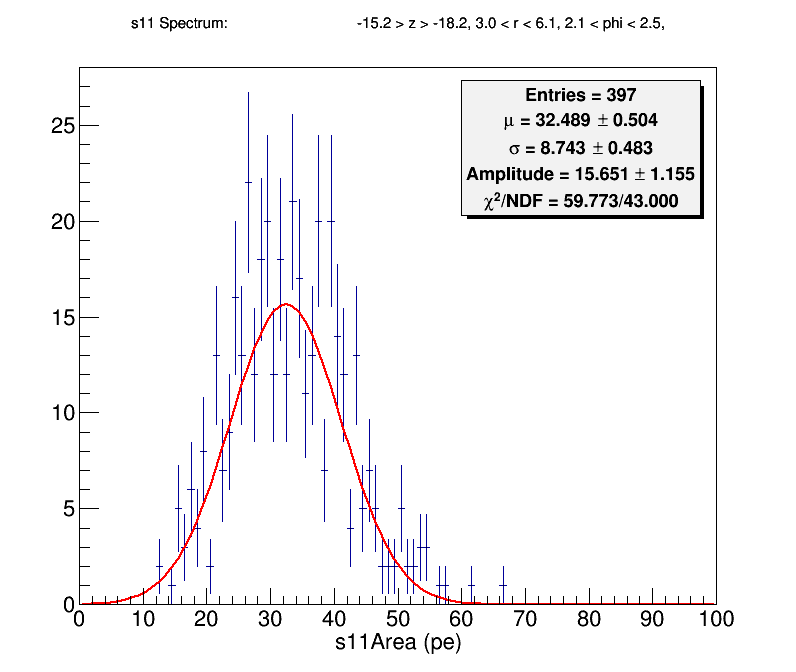 s11 Spectrum: -15.2 > z > -18.2, 3.0 < r < 6.1, 2.1 < phi < 2.5,
Entries = 397
μ = 32.489 ± 0.504
σ = 8.743 ± 0.483
Amplitude = 15.651 ± 1.155
χ²/NDF = 59.773/43.000
25
20
15
10
5
0
0 10 20 30 40 50 60 70 80 90 100
s11Area (pe)